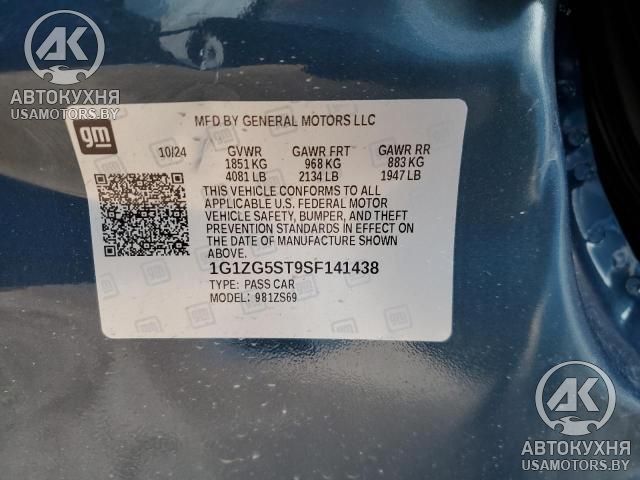 AK
АВТОКУХНЯ
USAMOTORS.BY
gm
MFD BY GENERAL MOTORS LLC
10/24 GVWR GAWR FRT GAWR RR
1851 KG 968 KG 883 KG
4081 LB 2134 LB 1947 LB
THIS VEHICLE CONFORMS TO ALL
APPLICABLE U.S. FEDERAL MOTOR
VEHICLE SAFETY, BUMPER, AND THEFT
PREVENTION STANDARDS IN EFFECT ON
THE DATE OF MANUFACTURE SHOWN
ABOVE.
1G1ZG5ST9SF141438
TYPE: PASS CAR
MODEL: 981ZS69
AK
АВТОКУХНЯ
USAMOTORS.BY